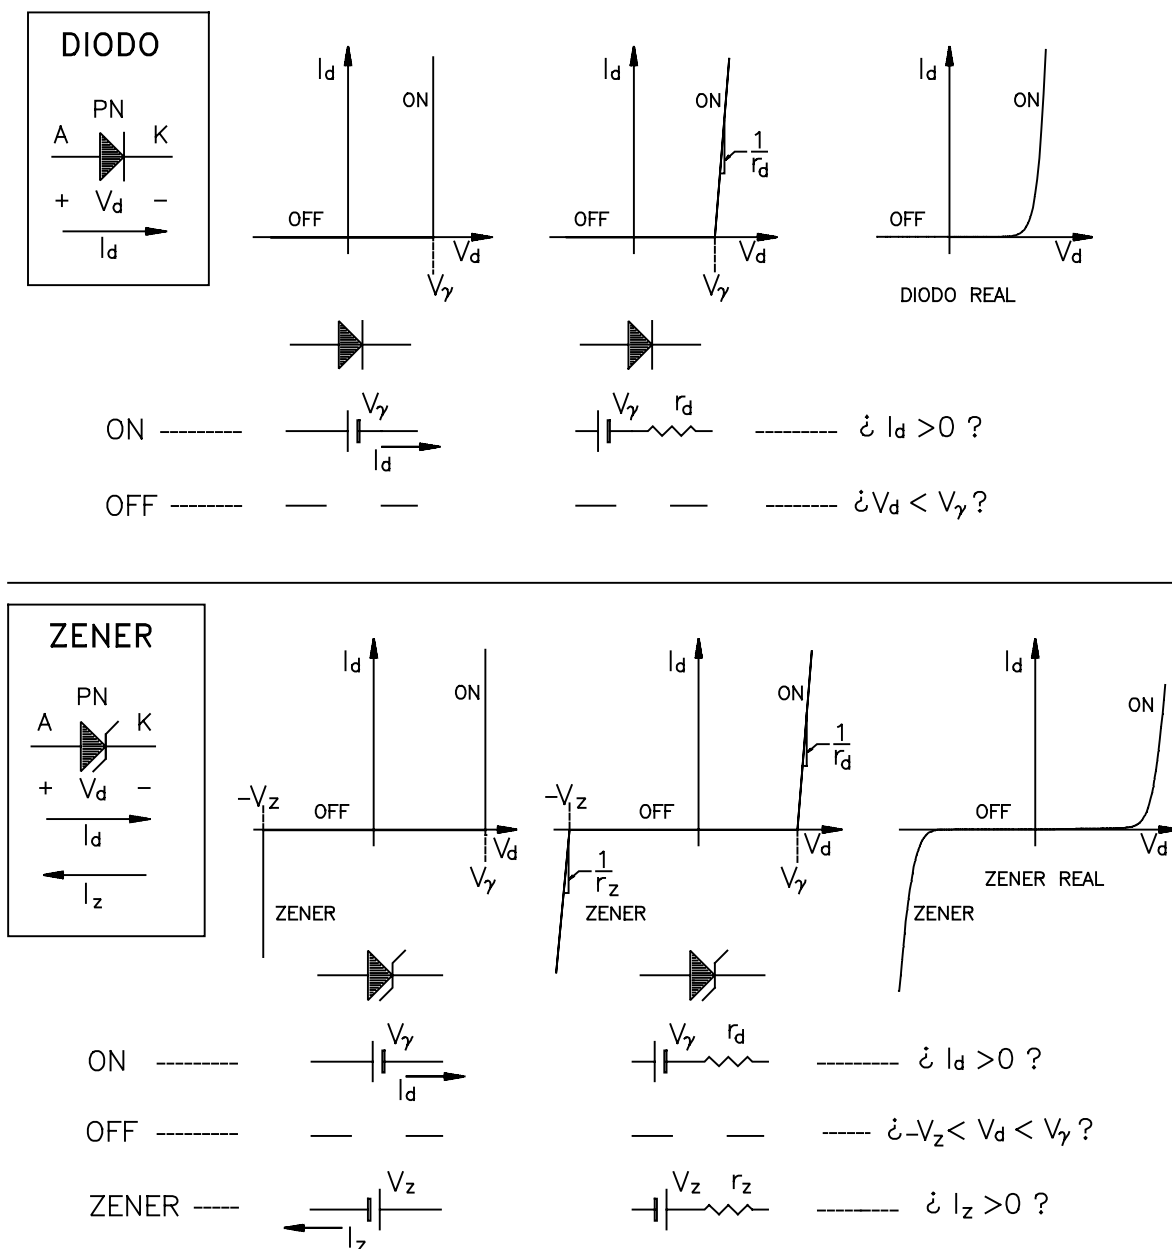 DIODO
PN
A K
+ Vd −
Id
Id
ON
OFF
Vd
Vγ
Id
ON
1
rd
OFF
Vd
Vγ
Id
ON
OFF
Vd
DIODO REAL
ON
Vγ
Id
Vγ rd
¿ Id >0 ?
OFF
¿Vd < Vγ ?
ZENER
PN
A K
+ Vd −
Id
Iz
Id
ON
−Vz
OFF
Vd
Vγ
ZENER
Id
ON
1
rd
−Vz
OFF
Vd
1
rz
Vγ
ZENER
Id
ON
OFF
Vd
ZENER REAL
ZENER
ON
Vγ
Id
Vγ rd
¿ Id >0 ?
OFF
¿−Vz< Vd < Vγ ?
ZENER
Vz
Iz
Vz rz
¿ Iz >0 ?